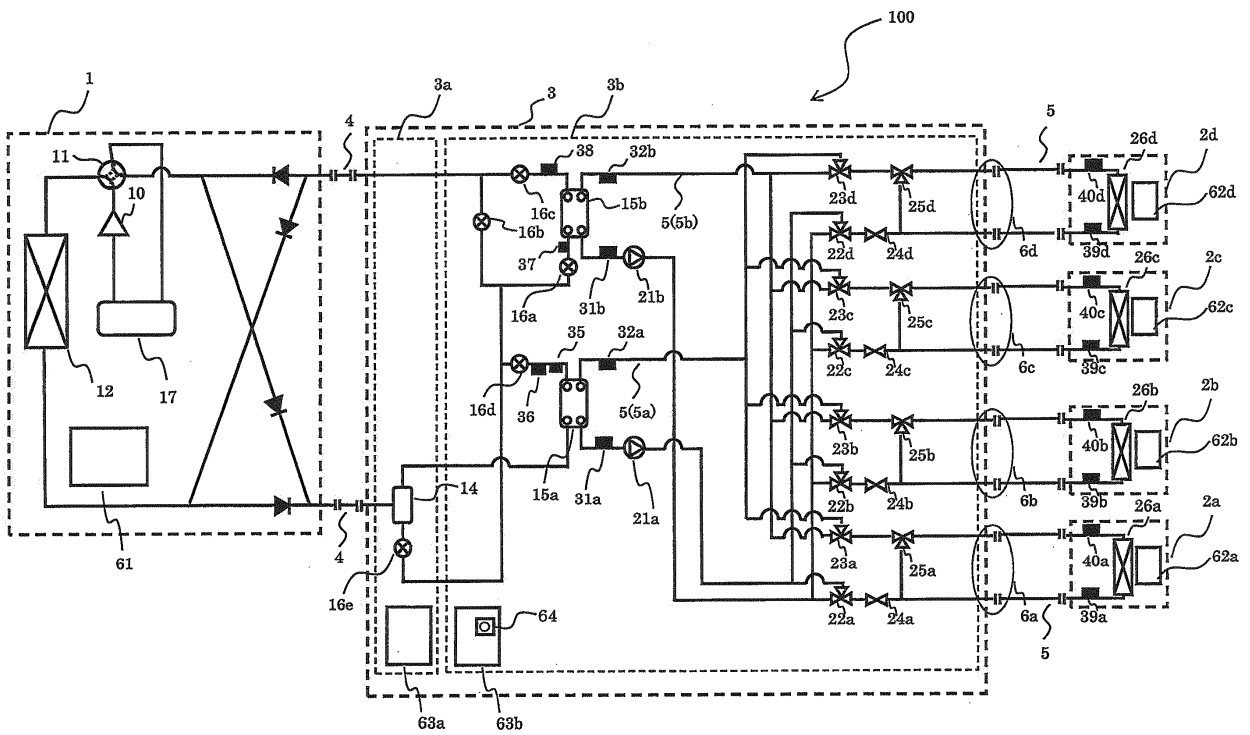 100
1
3a
3
3b
4
5
26d
2d
11
38
32b
10
16c
15b
23d
25d
40d
62d
16b
5(5b)
37
22d
24d
6d
39d
16a
31b
21b
26c
2c
23c
25c
40c
62c
12
17
35
32a
22c
24c
6c
39c
16d
36
5(5a)
26b
2b
23b
25b
40b
62b
14
15a
31a
21a
22b
24b
6b
39b
26a
2a
4
23a
25a
40a
61
62a
16e
64
22a
24a
6a
39a
5
63a
63b